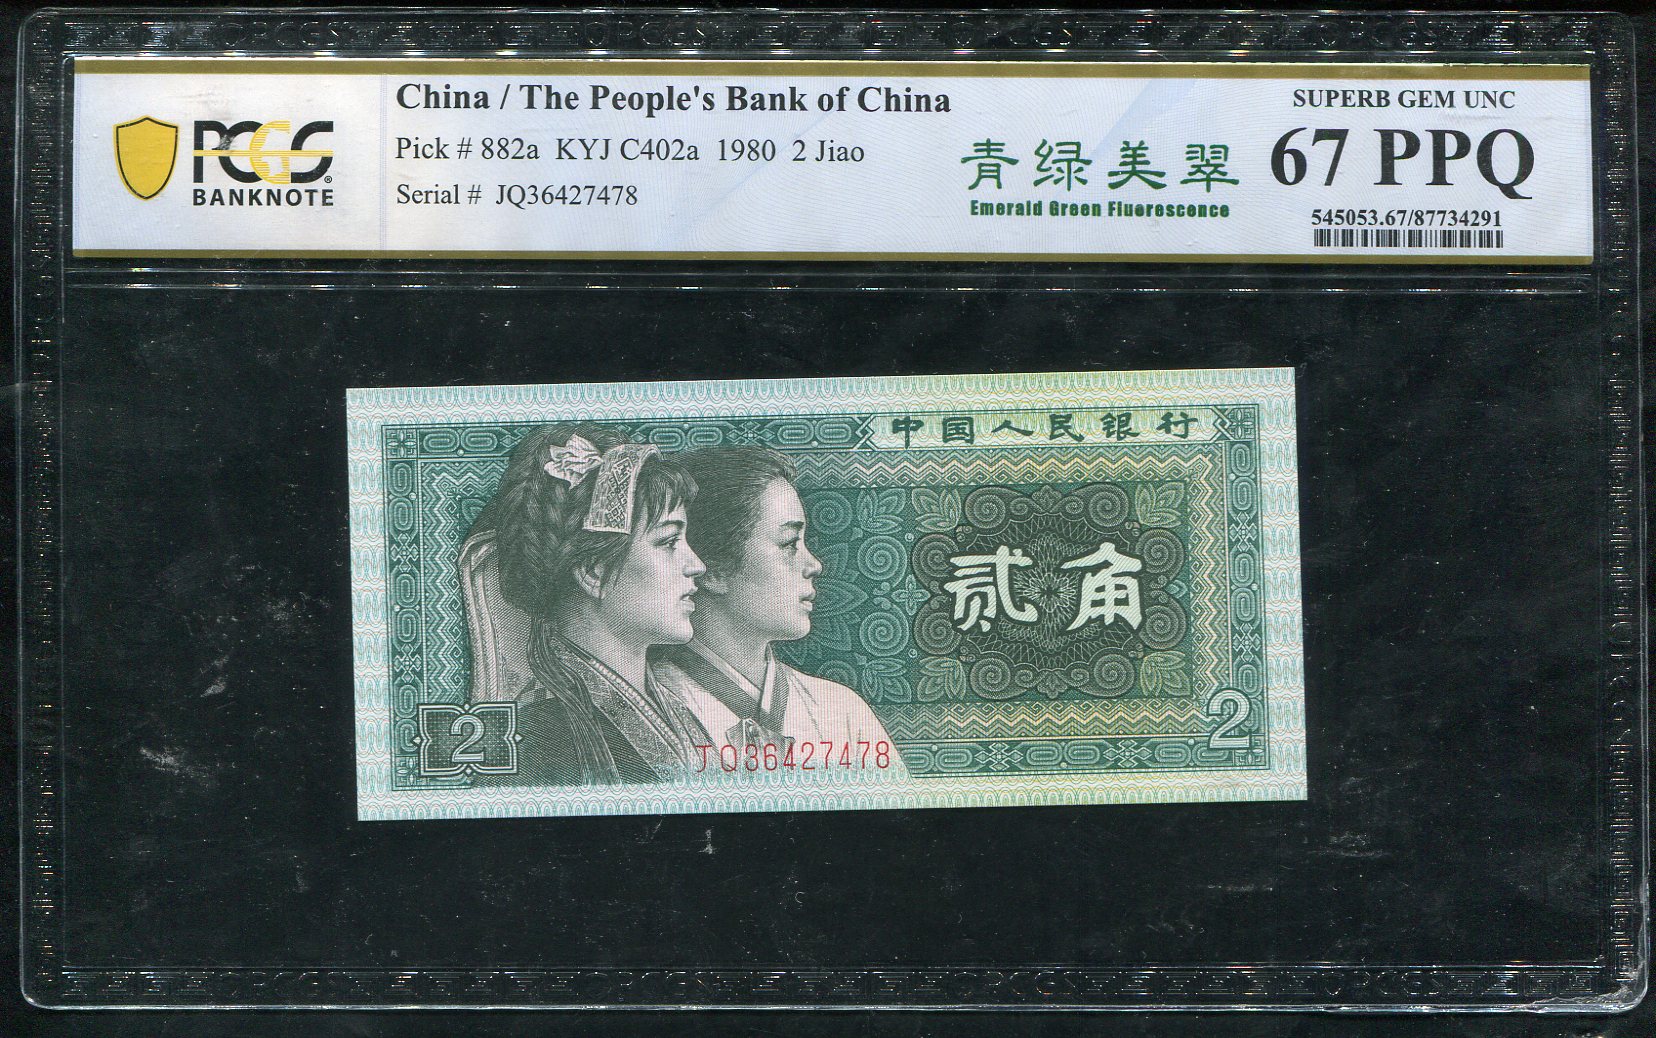 China / The People's Bank of China
Pick # 882a KYJ C402a 1980 2 Jiao
Serial # JQ36427478
PCGS
BANKNOTE
青绿美翠
Emerald Green Fluorescence
SUPERB GEM UNC
67 PPQ
545053.67/87734291
中国人民银行
贰角
2
JQ36427478
2